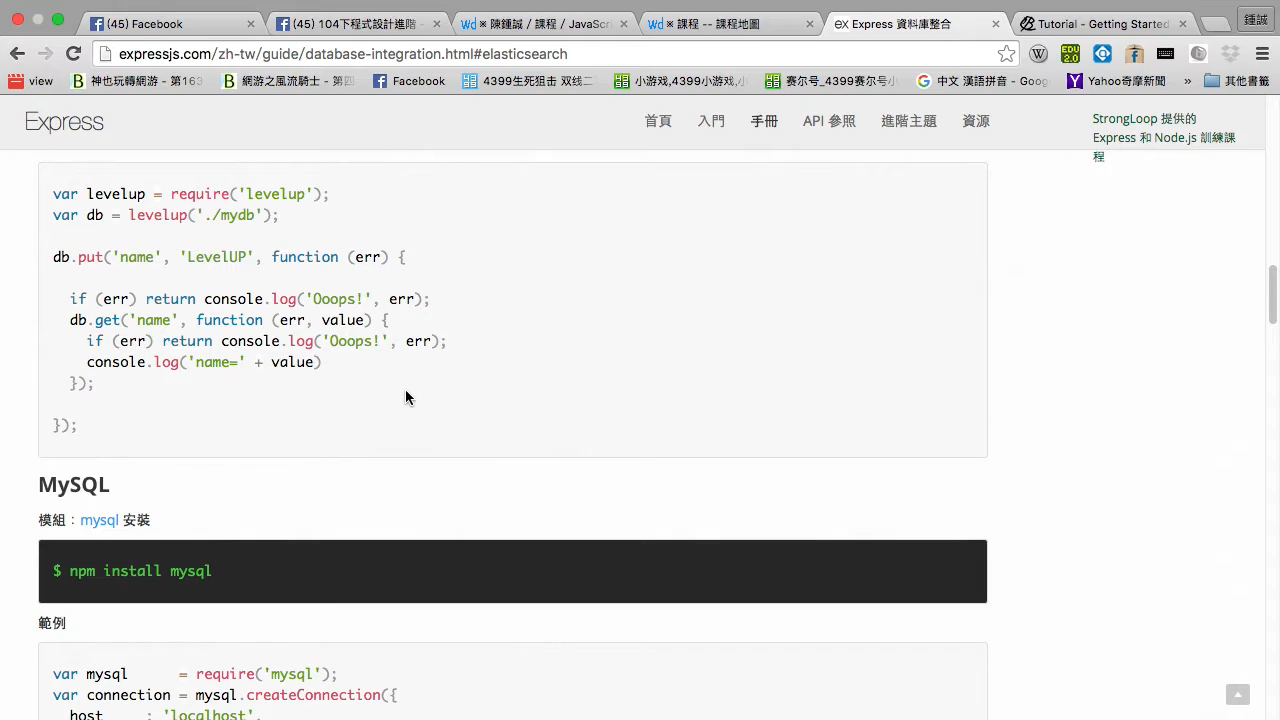 (45) Facebook
(45) 104下程式設計進階
※ 陳鍾誠 / 課程 / JavaScri
※ 課程 -- 課程地圖
Express 資料庫整合
Tutorial - Getting Started
鍾誠
expressjs.com/zh-tw/guide/database-integration.html#elasticsearch
view
神也玩轉網游 - 第163
網游之風流騎士 - 第四
Facebook
4399生死狙击 双线二
小游戏,4399小游戏,小
赛尔号_4399赛尔号小
中文 漢語拼音 - Goog
Yahoo奇摩新聞
»
其他書籤
Express
首頁
入門
手冊
API 參照
進階主題
資源
StrongLoop 提供的
Express 和 Node.js 訓練課
程
var levelup = require('levelup');
var db = levelup('./mydb');
db.put('name', 'LevelUP', function (err) {
if (err) return console.log('Ooops!', err);
db.get('name', function (err, value) {
if (err) return console.log('Ooops!', err);
console.log('name=' + value)
});
});
MySQL
模組：mysql 安裝
$ npm install mysql
範例
var mysql      = require('mysql');
var connection = mysql.createConnection({
host     : 'localhost',